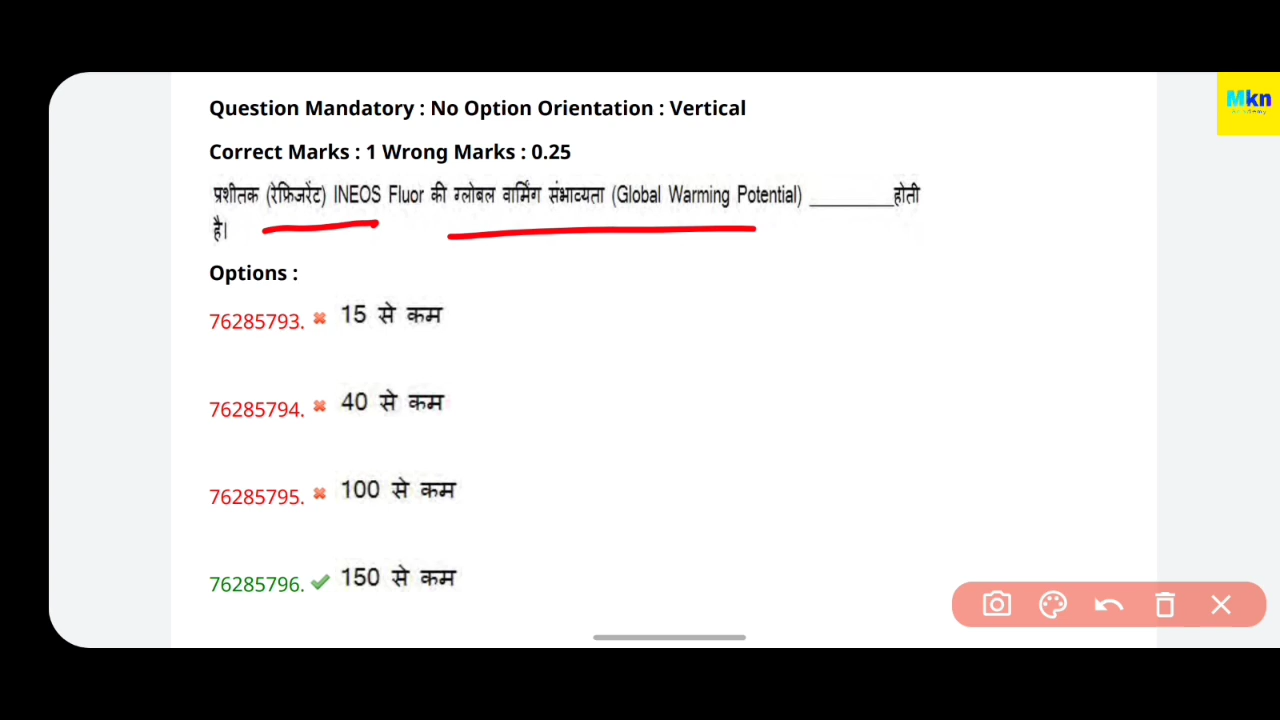 Mkn
Question Mandatory : No Option Orientation : Vertical
Correct Marks : 1 Wrong Marks : 0.25
प्रशीतक (रेफ्रिजरेंट) INEOS Fluor की ग्लोबल वार्मिंग संभाव्यता (Global Warming Potential) _________होती
है।
Options :
76285793. ✖ 15 से कम
76285794. ✖ 40 से कम
76285795. ✖ 100 से कम
76285796. ✔ 150 से कम